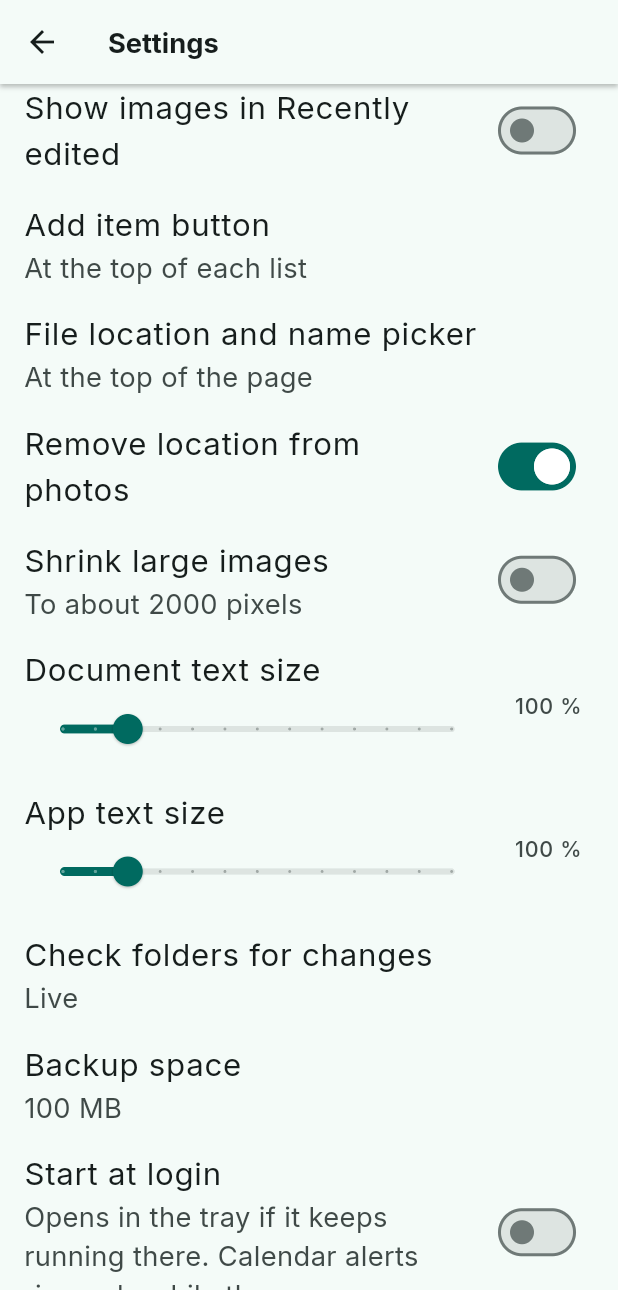 Settings
Show images in Recently
edited
Add item button
At the top of each list
File location and name picker
At the top of the page
Remove location from
photos
Shrink large images
To about 2000 pixels
Document text size
100 %
App text size
100 %
Check folders for changes
Live
Backup space
100 MB
Start at login
Opens in the tray if it keeps
running there. Calendar alerts